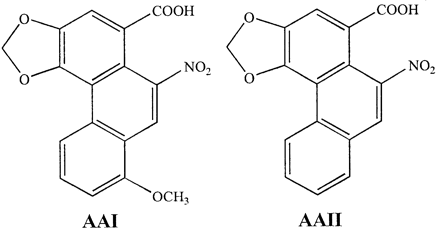 COOH COOH
O O
NO₂ NO₂
O O
OCH₃
AAI AAII